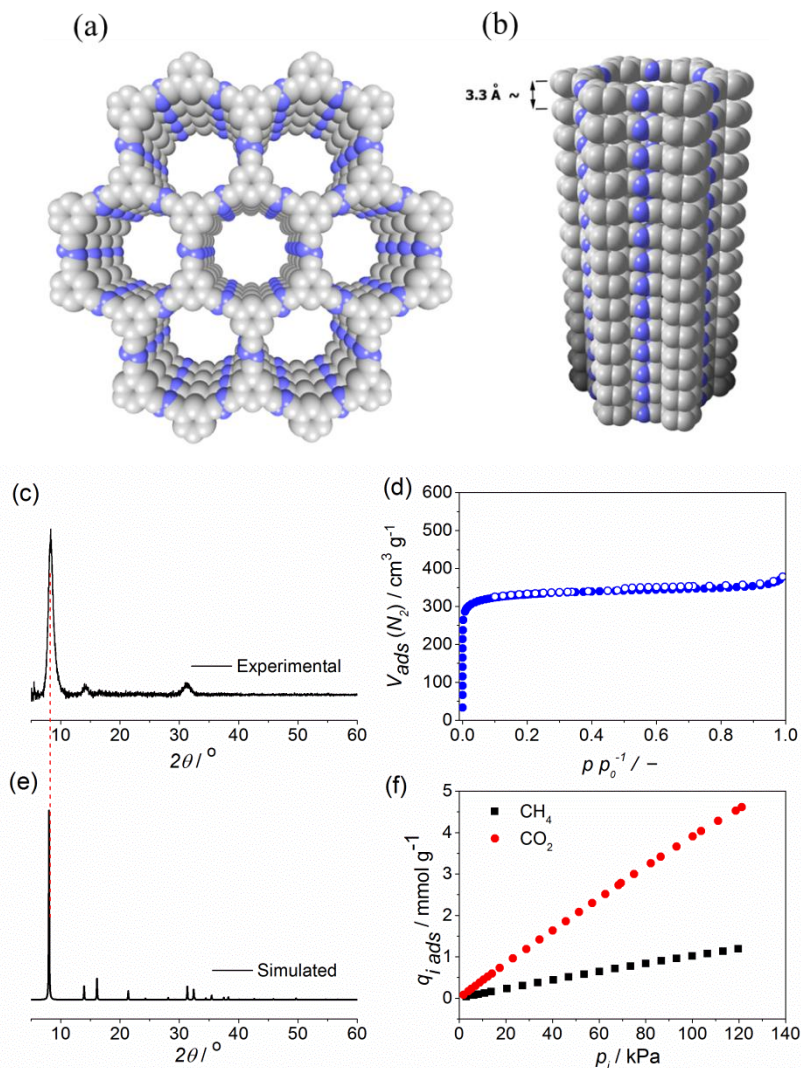 (a)
(b)
3.3 Å ~
(c)
Experimental
10 20 30 40 50 60
2θ / °
(d)
600
500
400
300
200
100
0
V_ads (N_2) / cm^3 g^-1
0.0 0.2 0.4 0.6 0.8 1.0
p p_0^-1 / −
(e)
Simulated
10 20 30 40 50 60
2θ / °
(f)
CH_4
CO_2
5
4
3
2
1
0
q_i ads / mmol g^-1
0 20 40 60 80 100 120 140
p_i / kPa